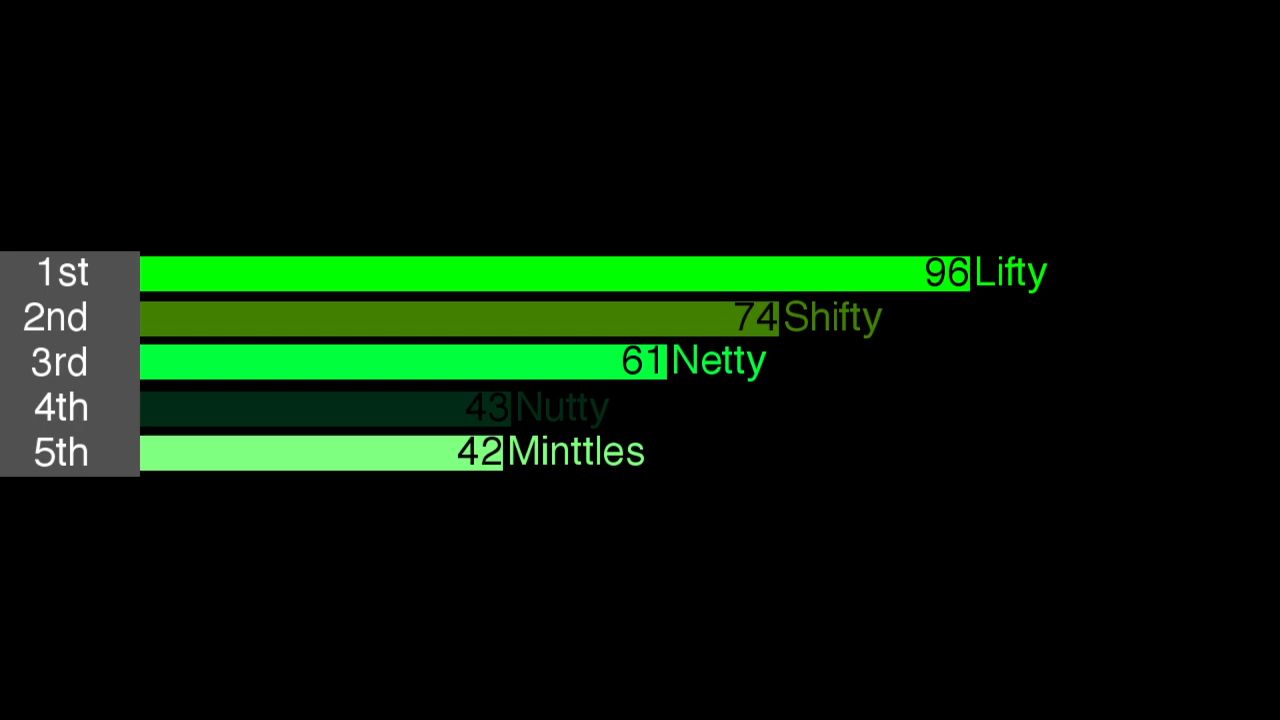 1st 96 Lifty
2nd 74 Shifty
3rd 61 Netty
4th 43 Nutty
5th 42 Minttles